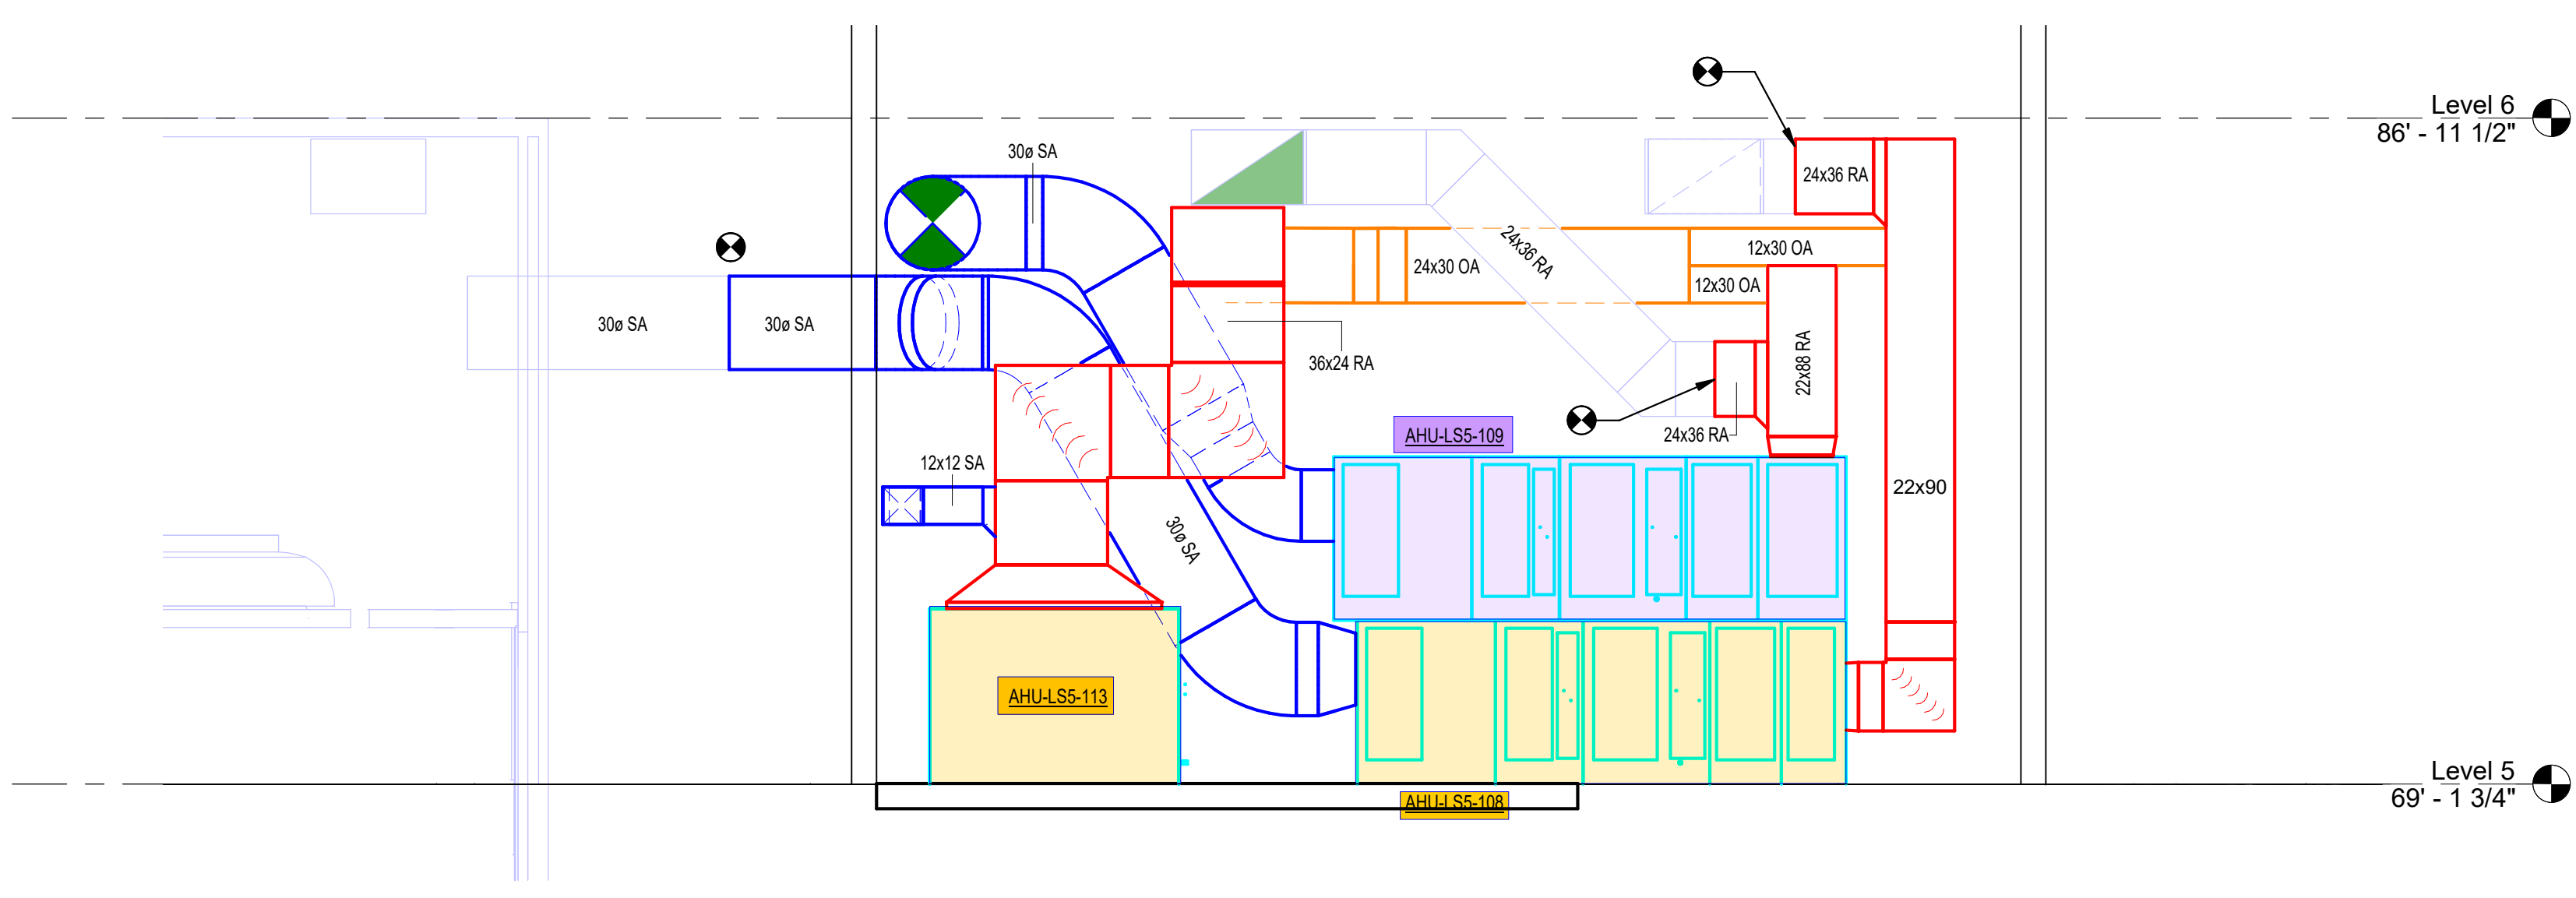 Level 6
86' - 11 1/2"
30ø SA
24x36 RA
24x36 RA
12x30 OA
24x30 OA
12x30 OA
30ø SA
30ø SA
22x88 RA
36x24 RA
AHU-LS5-109
24x36 RA
12x12 SA
22x90
30ø SA
AHU-LS5-113
Level 5
69' - 1 3/4"
AHU-LS5-108